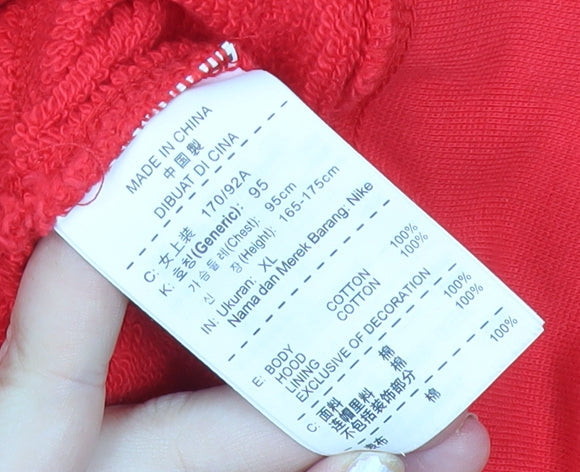 MADE IN CHINA
中国製
DIBUAT DI CINA
C: 女上装 170/92A
K: 호칭(Generic): 95
가슴둘레(Chest): 95cm
신 장(Height): 165-175cm
IN: Ukuran: XL
Nama dan Merek Barang: Nike
E: BODY COTTON 100%
HOOD LINING COTTON 100%
EXCLUSIVE OF DECORATION
C: 面料 棉 100%
连帽里料 棉 100%
不包括装饰部分
棉 100%